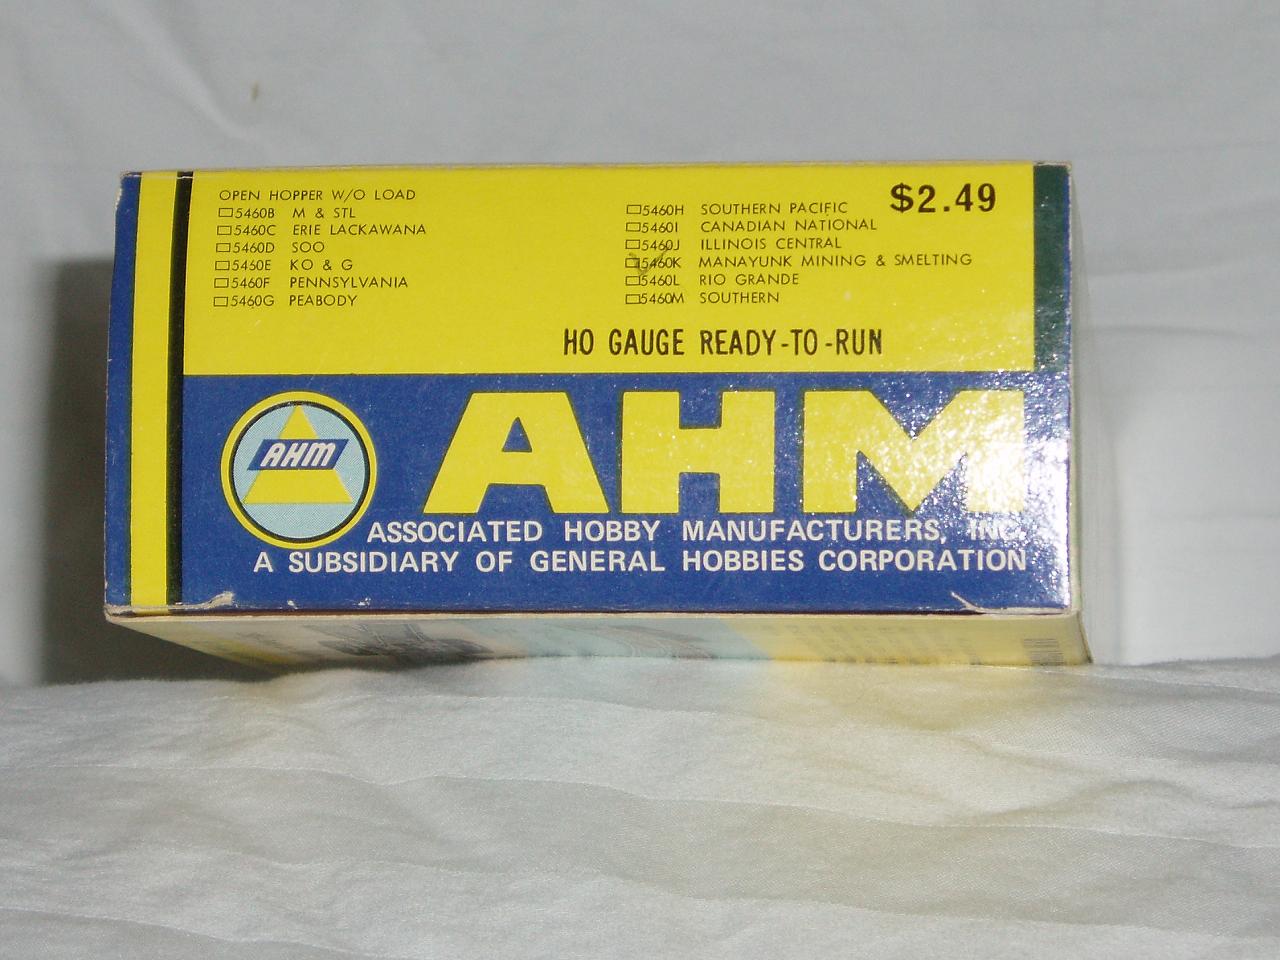 OPEN HOPPER W/O LOAD
5460B M & STL
5460C ERIE LACKAWANA
5460D SOO
5460E KO & G
5460F PENNSYLVANIA
5460G PEABODY
5460H SOUTHERN PACIFIC
5460I CANADIAN NATIONAL
5460J ILLINOIS CENTRAL
5460K MANAYUNK MINING & SMELTING
5460L RIO GRANDE
5460M SOUTHERN
$2.49
HO GAUGE READY-TO-RUN
AHM
AHM
ASSOCIATED HOBBY MANUFACTURERS, INC.
A SUBSIDIARY OF GENERAL HOBBIES CORPORATION